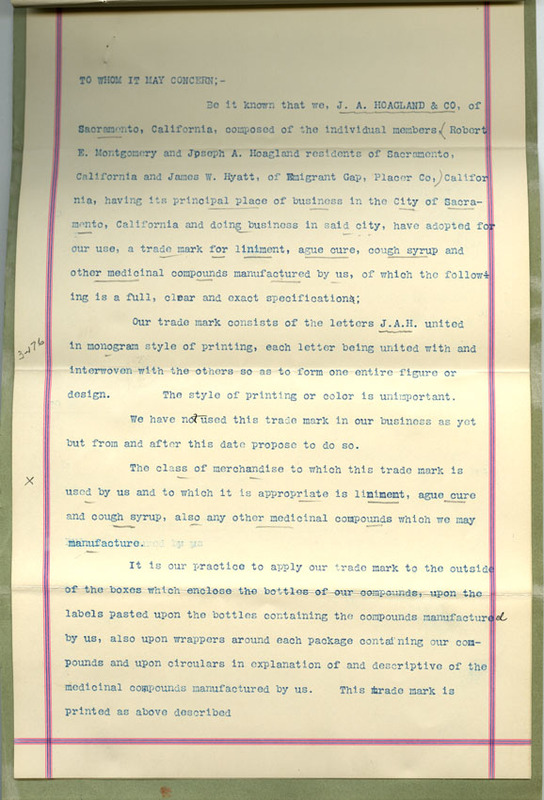 TO WHOM IT MAY CONCERN;-
Be it known that we, J. A. HOAGLAND & CO, of
Sacramento, California, composed of the individual members,( Robert
E. Montgomery and Joseph A. Hoagland residents of Sacramento,
California and James W. Hyatt, of Emigrant Gap, Placer Co,) Califor
nia, having its principal place of business in the City of Sacra-
mento, California and doing business in said city, have adopted for
our use, a trade mark for liniment, ague cure, cough syrup and
other medicinal compounds manufactured by us, of which the follow
ing is a full, clear and exact specification;
Our trade mark consists of the letters J.A.H. united
in monogram style of printing, each letter being united with and
interwoven with the others so as to form one entire figure or
design. The style of printing or color is unimportant.
We have not used this trade mark in our business as yet
but from and after this date propose to do so.
The class of merchandise to which this trade mark is
used by us and to which it is appropriate is liniment, ague cure
and cough syrup, also any other medicinal compounds which we may
manufacture.
It is our practice to apply our trade mark to the outside
of the boxes which enclose the bottles of our compounds, upon the
labels pasted upon the bottles containing the compounds manufactured
by us, also upon wrappers around each package containing our com-
pounds and upon circulars in explanation of and descriptive of the
medicinal compounds manufactured by us. This trade mark is
printed as above described
X